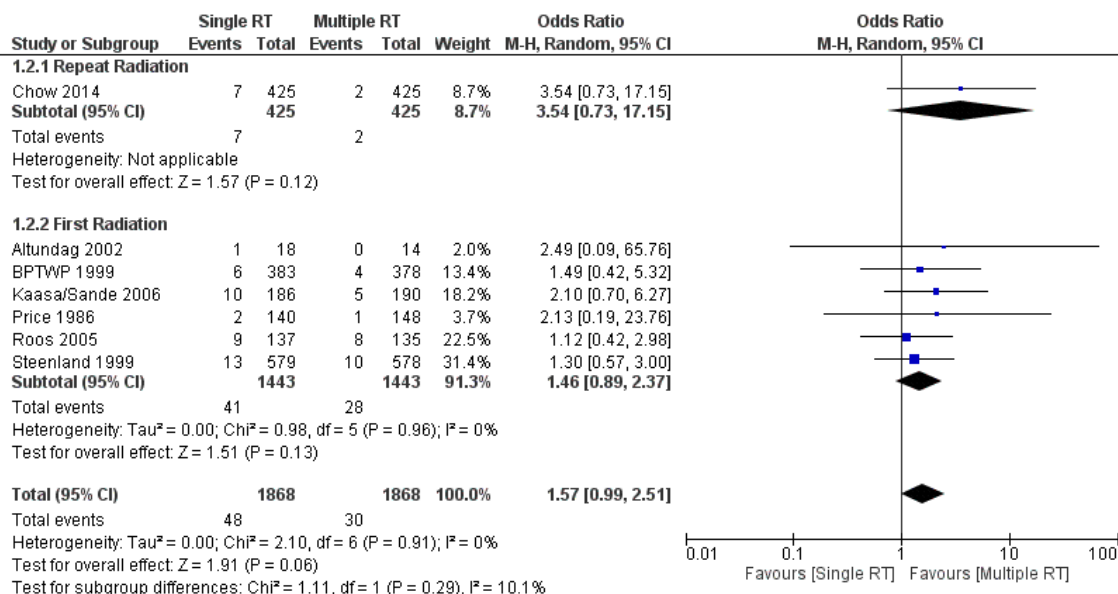 Single RT Multiple RT Odds Ratio Odds Ratio
Study or Subgroup Events Total Events Total Weight M-H, Random, 95% CI M-H, Random, 95% CI
1.2.1 Repeat Radiation
Chow 2014 7 425 2 425 8.7% 3.54 [0.73, 17.15]
Subtotal (95% CI) 425 425 8.7% 3.54 [0.73, 17.15]
Total events 7 2
Heterogeneity: Not applicable
Test for overall effect: Z = 1.57 (P = 0.12)
1.2.2 First Radiation
Altundag 2002 1 18 0 14 2.0% 2.49 [0.09, 65.76]
BPTWP 1999 6 383 4 378 13.4% 1.49 [0.42, 5.32]
Kaasa/Sande 2006 10 186 5 190 18.2% 2.10 [0.70, 6.27]
Price 1986 2 140 1 148 3.7% 2.13 [0.19, 23.76]
Roos 2005 9 137 8 135 22.5% 1.12 [0.42, 2.98]
Steenland 1999 13 579 10 578 31.4% 1.30 [0.57, 3.00]
Subtotal (95% CI) 1443 1443 91.3% 1.46 [0.89, 2.37]
Total events 41 28
Heterogeneity: Tau² = 0.00; Chi² = 0.98, df = 5 (P = 0.96); I² = 0%
Test for overall effect: Z = 1.51 (P = 0.13)
Total (95% CI) 1868 1868 100.0% 1.57 [0.99, 2.51]
Total events 48 30
Heterogeneity: Tau² = 0.00; Chi² = 2.10, df = 6 (P = 0.91); I² = 0%
Test for overall effect: Z = 1.91 (P = 0.06)
Test for subgroup differences: Chi² = 1.11, df = 1 (P = 0.29), I² = 10.1%
0.01 0.1 1 10 100
Favours [Single RT] Favours [Multiple RT]